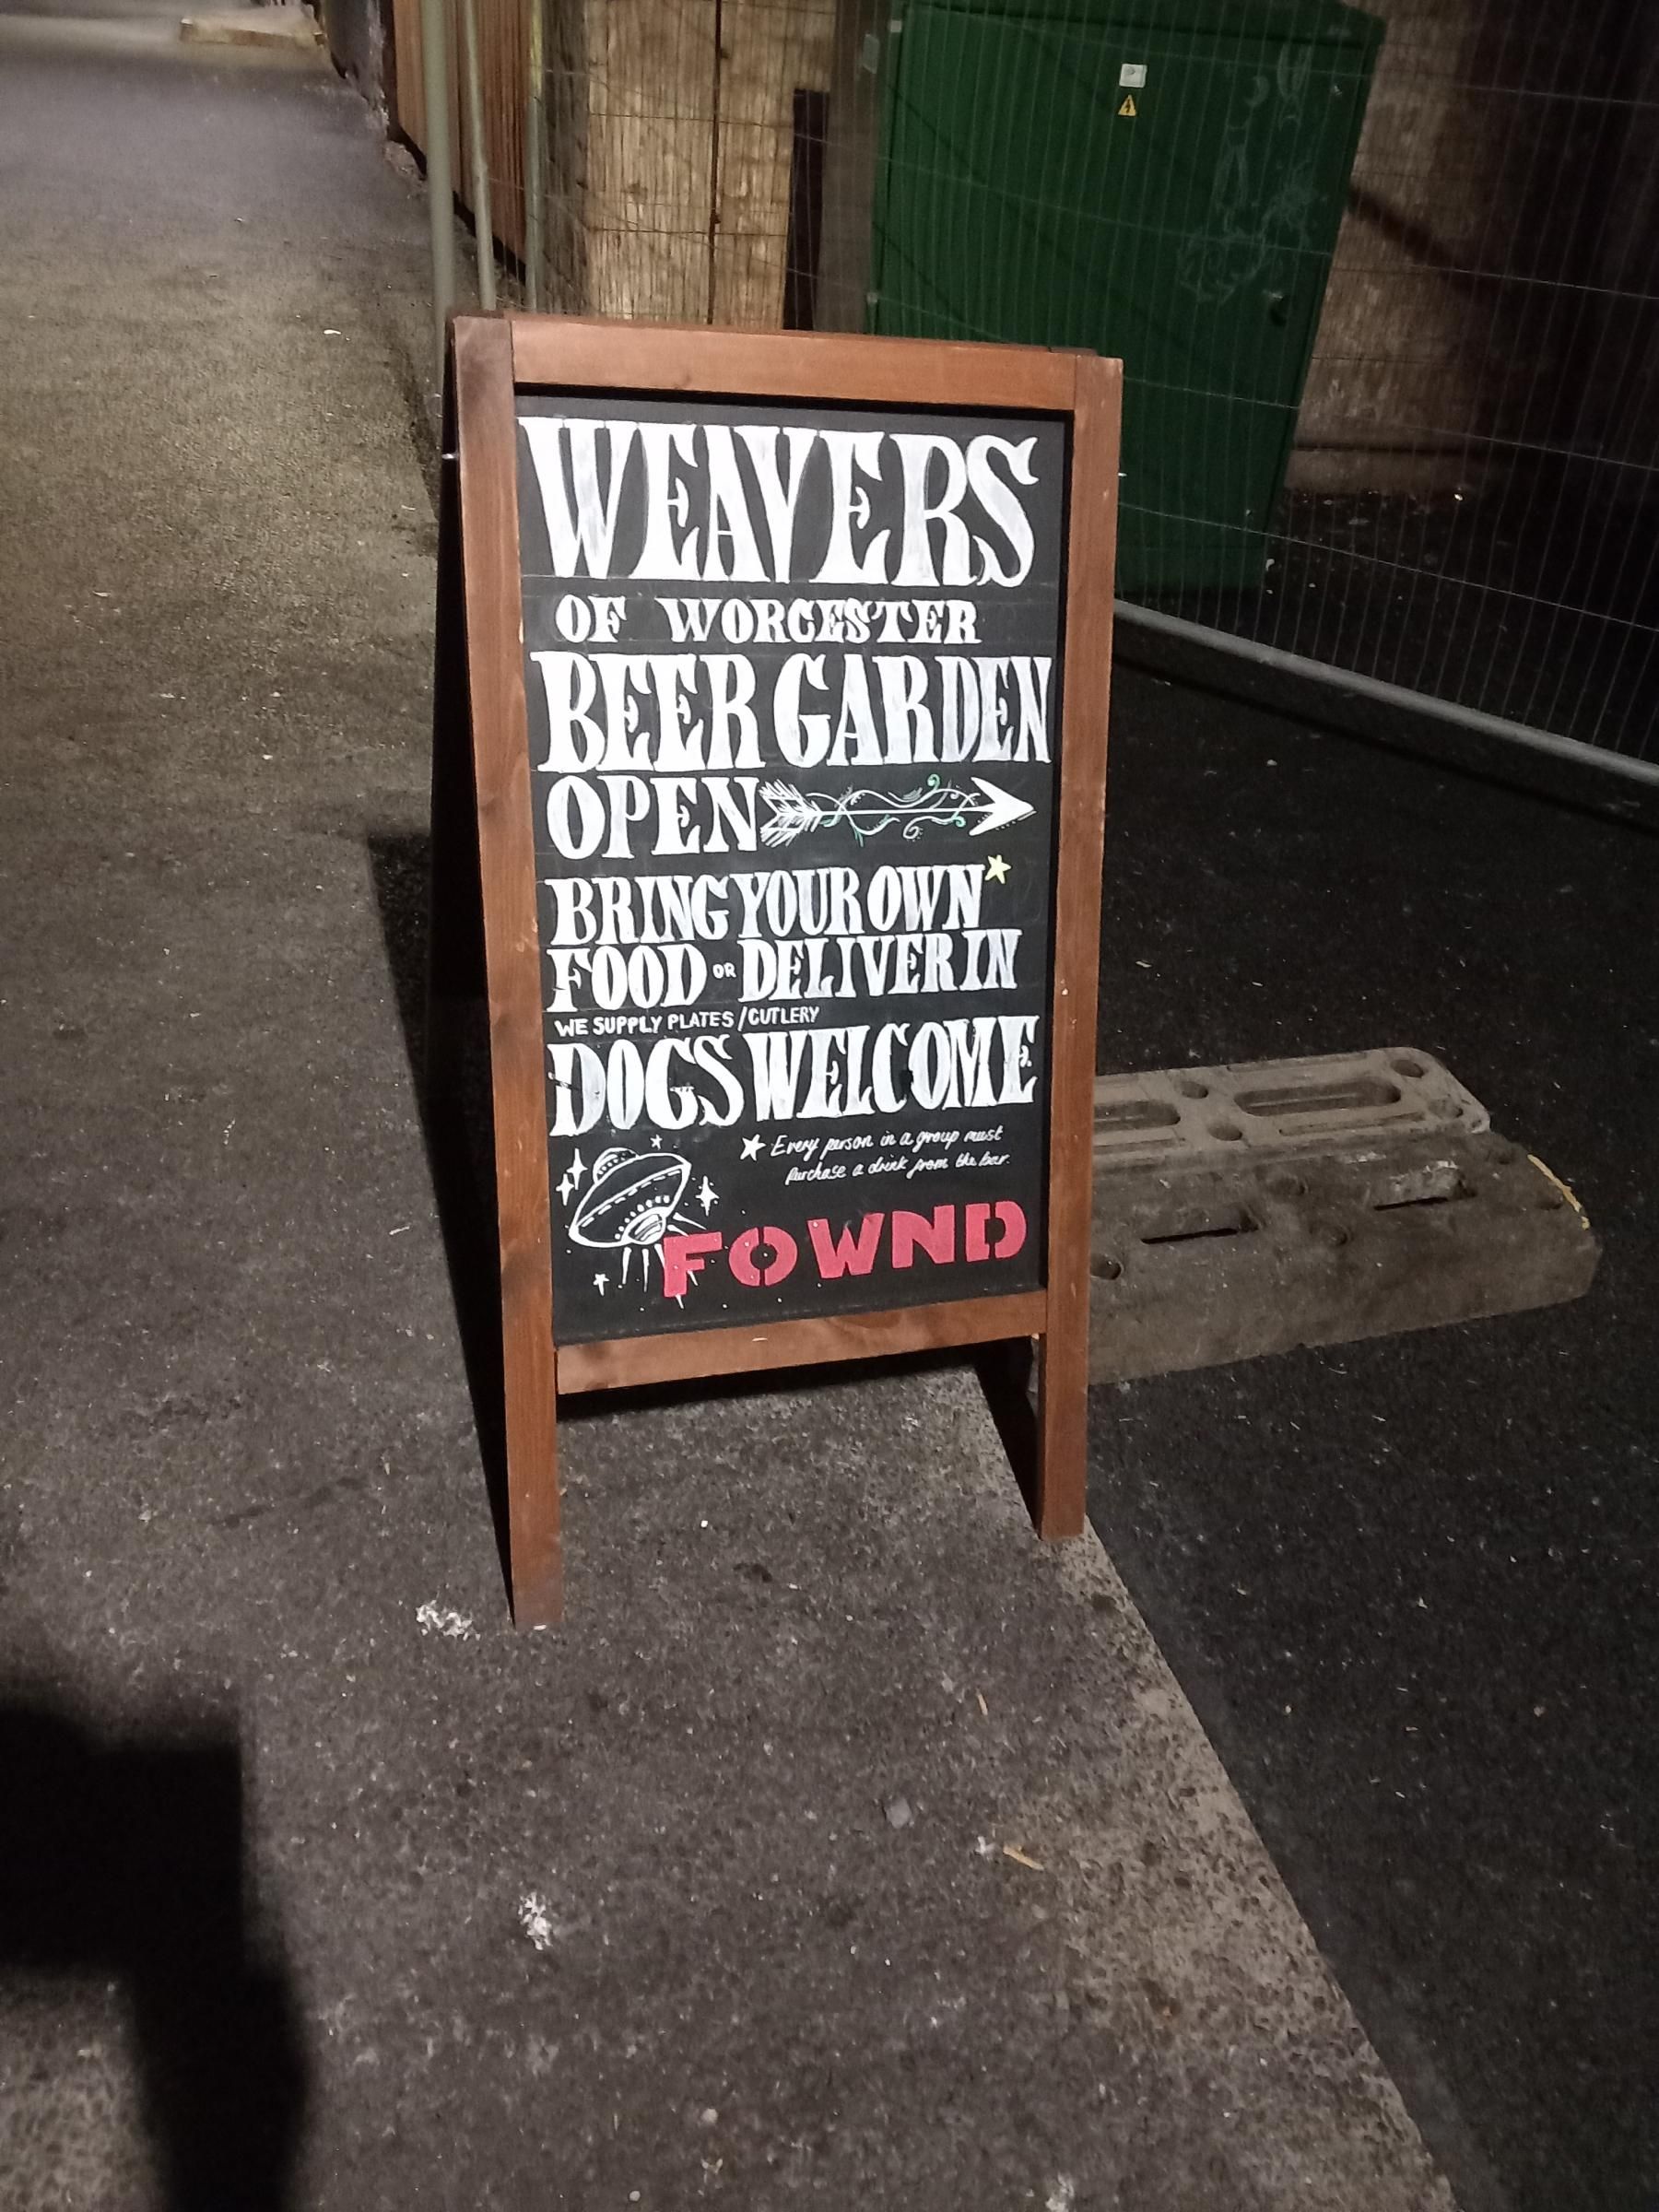 WEAVERS
OF WORCESTER
BEER GARDEN
OPEN
BRING YOUR OWN*
FOOD OR DELIVER IN
WE SUPPLY PLATES/CUTLERY
DOGS WELCOME
* Every person in a group must
purchase a drink from the bar.
FOWND